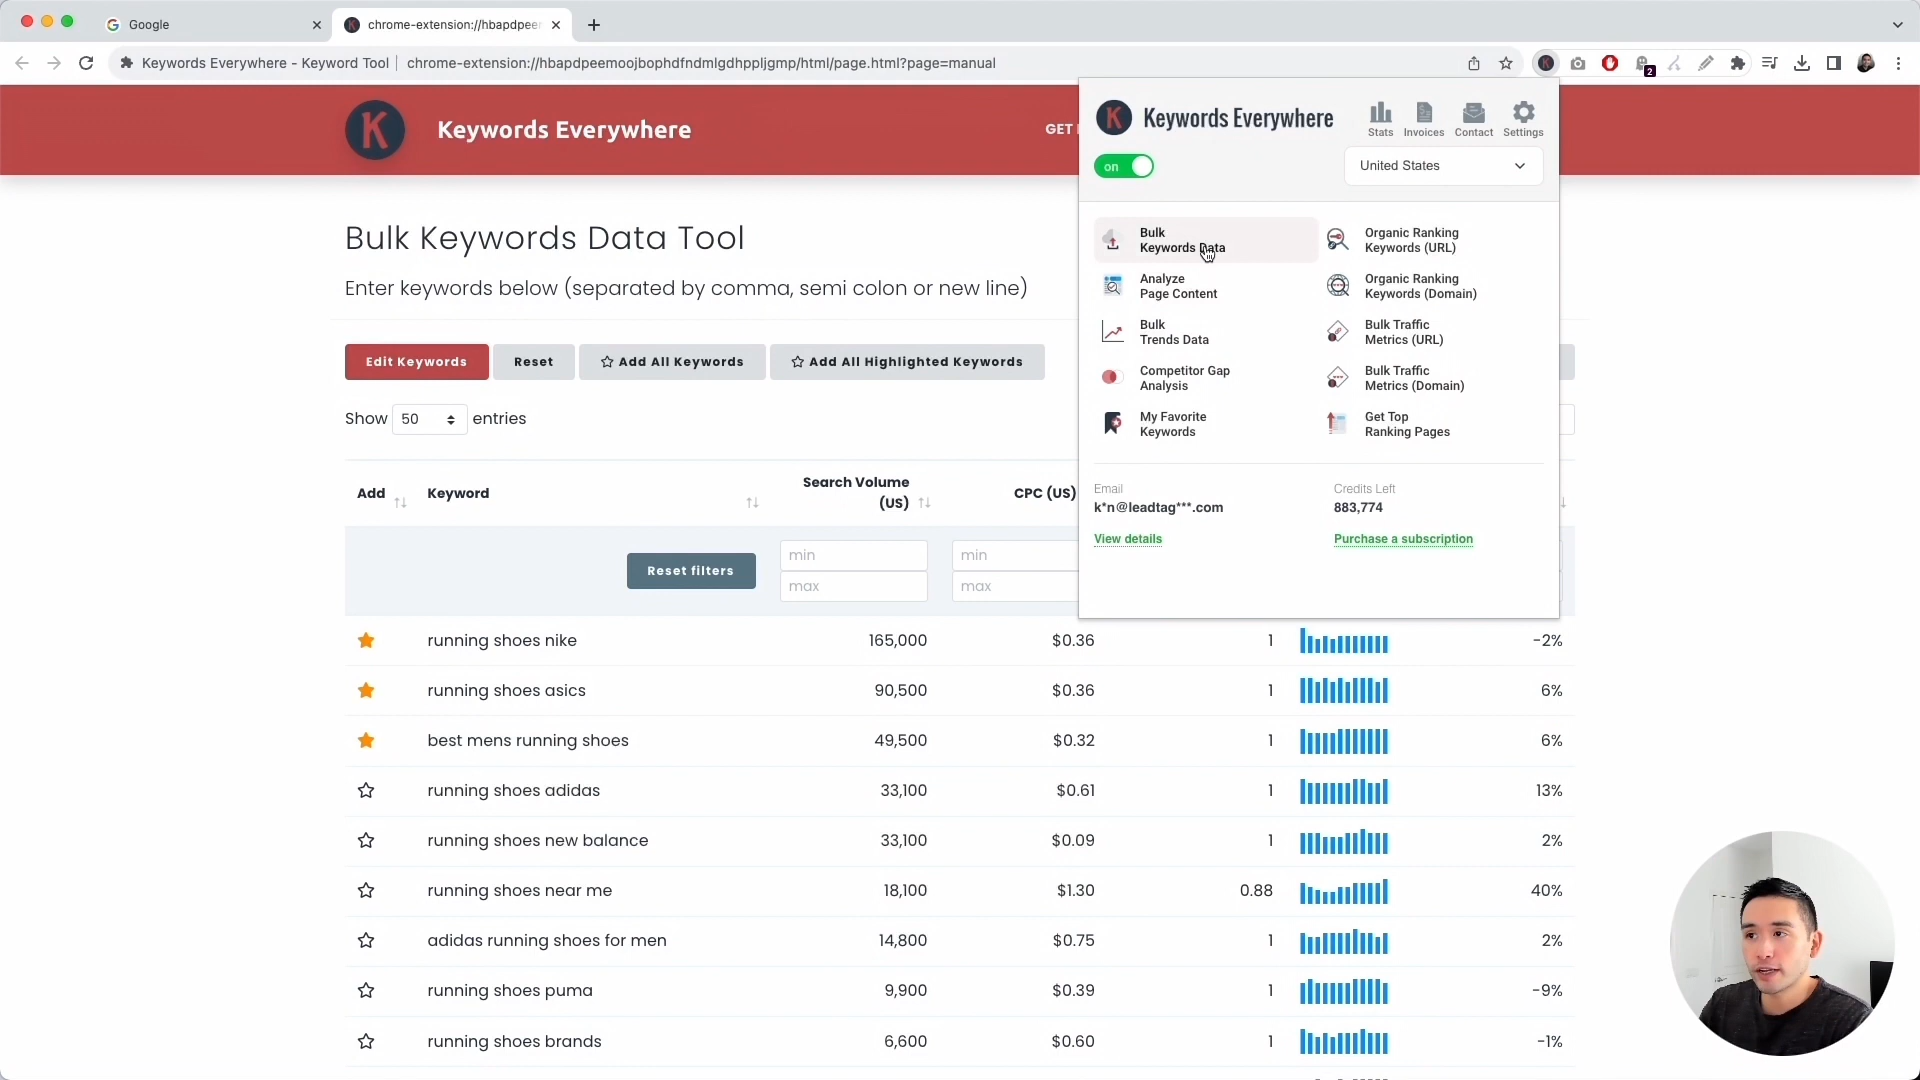 Google
chrome-extension://hbapdpeem
Keywords Everywhere - Keyword Tool
chrome-extension://hbapdpeemoojbophdfndmlgdhppljgmp/html/page.html?page=manual
2
K
Keywords Everywhere
GET
K
Keywords Everywhere
Stats
Invoices
Contact
Settings
on
United States
Bulk
Keywords Data
Organic Ranking
Keywords (URL)
Analyze
Page Content
Organic Ranking
Keywords (Domain)
Bulk
Trends Data
Bulk Traffic
Metrics (URL)
Competitor Gap
Analysis
Bulk Traffic
Metrics (Domain)
My Favorite
Keywords
Get Top
Ranking Pages
Email
k*n@leadtag***.com
View details
Credits Left
883,774
Purchase a subscription
Bulk Keywords Data Tool
Enter keywords below (separated by comma, semi colon or new line)
Edit Keywords
Reset
Add All Keywords
Add All Highlighted Keywords
Show 50 entries
Add
Keyword
Search Volume
(US)
CPC (US)
Reset filters
min
max
min
max
running shoes nike 165,000 $0.36 1 -2%
running shoes asics 90,500 $0.36 1 6%
best mens running shoes 49,500 $0.32 1 6%
running shoes adidas 33,100 $0.61 1 13%
running shoes new balance 33,100 $0.09 1 2%
running shoes near me 18,100 $1.30 0.88 40%
adidas running shoes for men 14,800 $0.75 1 2%
running shoes puma 9,900 $0.39 1 -9%
running shoes brands 6,600 $0.60 1 -1%